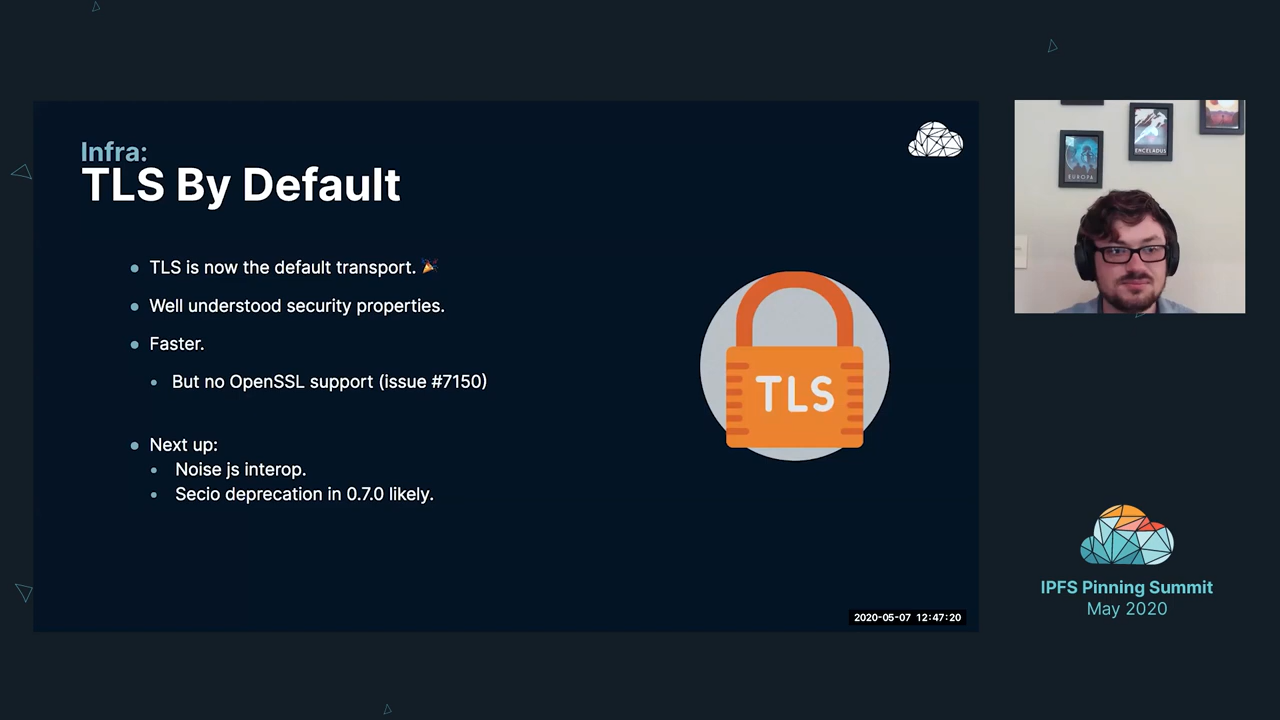 Infra:
TLS By Default
TLS is now the default transport. 🎉
Well understood security properties.
Faster.
But no OpenSSL support (issue #7150)
Next up:
Noise js interop.
Secio deprecation in 0.7.0 likely.
TLS
2020-05-07 12:47:20
EUROPA
ENCELADUS
IPFS Pinning Summit
May 2020